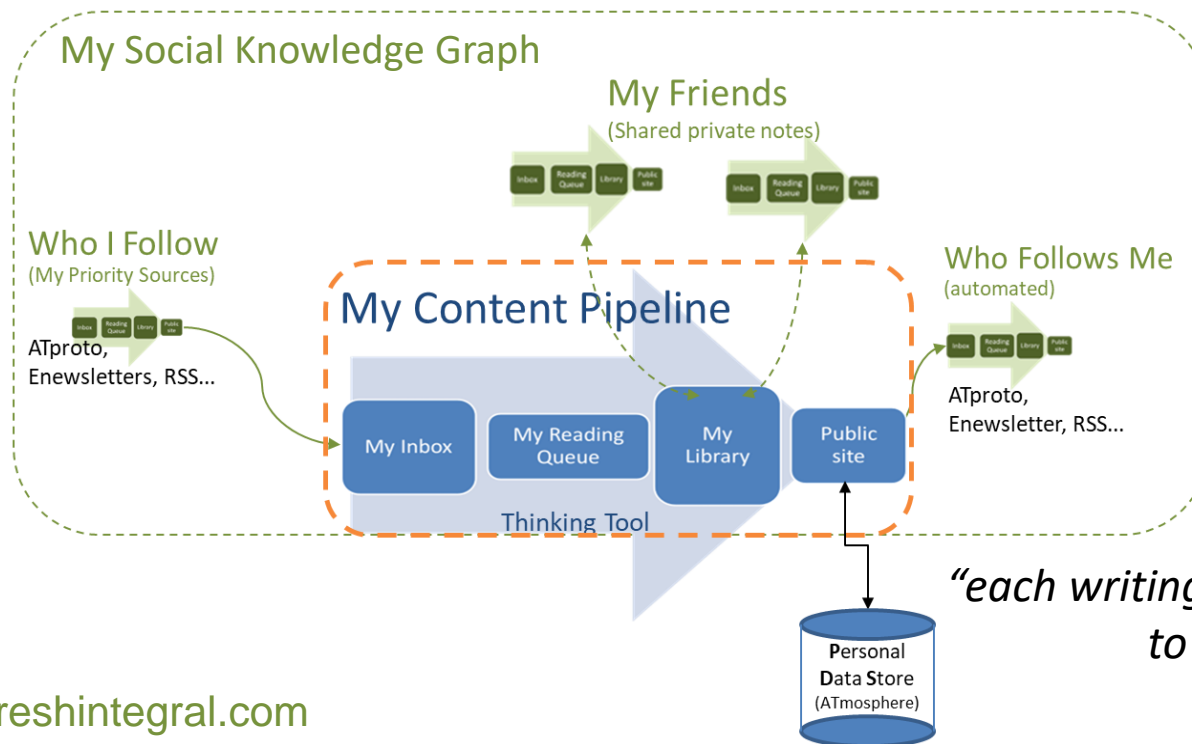 My Social Knowledge Graph
My Friends
(Shared private notes)
Inbox
Reading
Queue
Library
Public
site
Inbox
Reading
Queue
Library
Public
site
Who I Follow
(My Priority Sources)
Inbox
Reading
Queue
Library
Public
site
ATproto,
Enewsletters, RSS...
My Content Pipeline
My Inbox
My Reading
Queue
My
Library
Public
site
Thinking Tool
Who Follows Me
(automated)
Inbox
Reading
Queue
Library
Public
site
ATproto,
Enewsletter, RSS...
“each writing
to
Personal
Data Store
(ATmosphere)
reshintegral.com